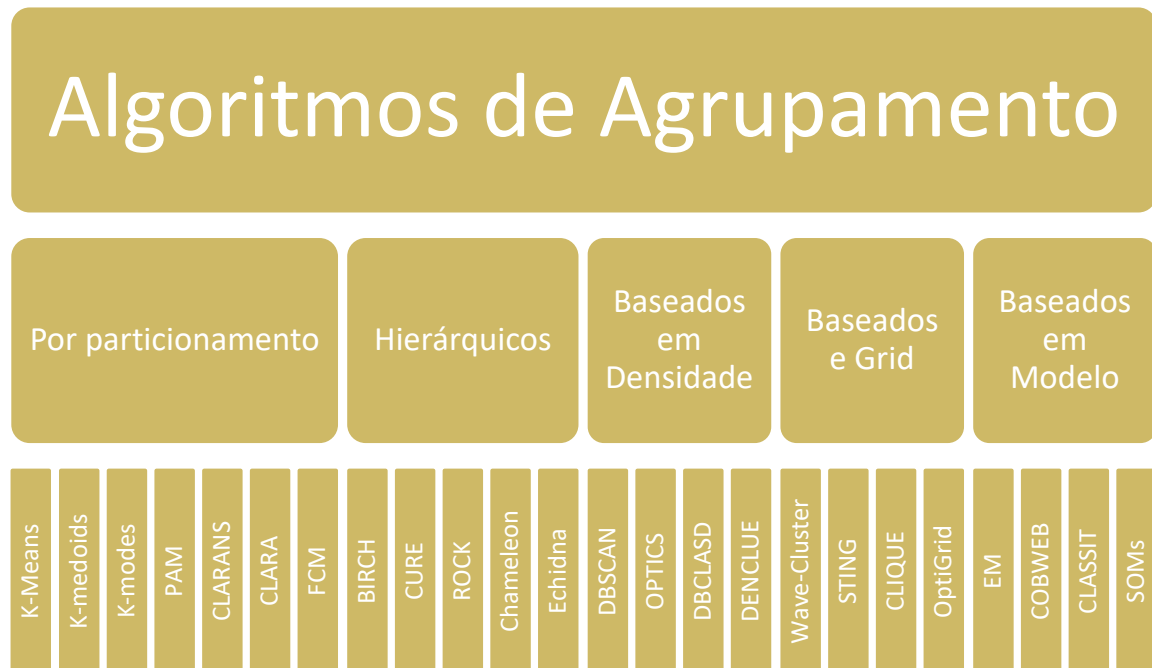 Algoritmos de Agrupamento
Por particionamento
Hierárquicos
Baseados
em
Densidade
Baseados
e Grid
Baseados
em
Modelo
K-Means
K-medoids
K-modes
PAM
CLARANS
CLARA
FCM
BIRCH
CURE
ROCK
Chameleon
Echidna
DBSCAN
OPTICS
DBCLASD
DENCLUE
Wave-Cluster
STING
CLIQUE
OptiGrid
EM
COBWEB
CLASSIT
SOMs